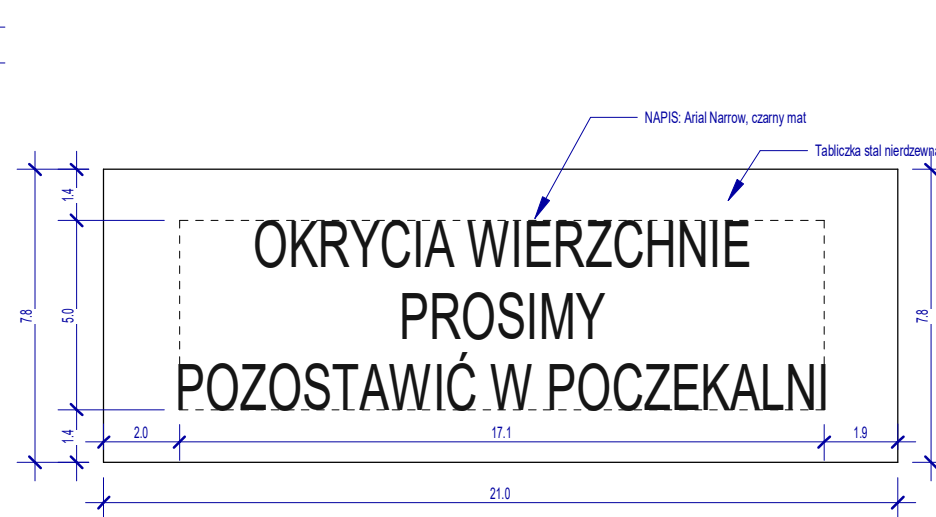 NAPIS: Arial Narrow, czarny mat
Tabliczka stal nierdzewna
1.4
OKRYCIA WIERZCHNIE
7.8
5.0
PROSIMY
7.8
POZOSTAWIĆ W POCZEKALNI
1.4
2.0
17.1
1.9
21.0